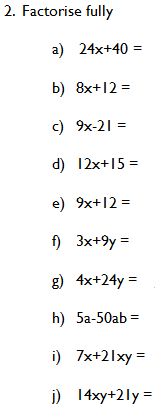 2. Factorise fully
a) 24x+40 =
b) 8x+12 =
c) 9x-21 =
d) 12x+15 =
e) 9x+12 =
f) 3x+9y =
g) 4x+24y =
h) 5a-50ab =
i) 7x+21xy =
j) 14xy+21y =